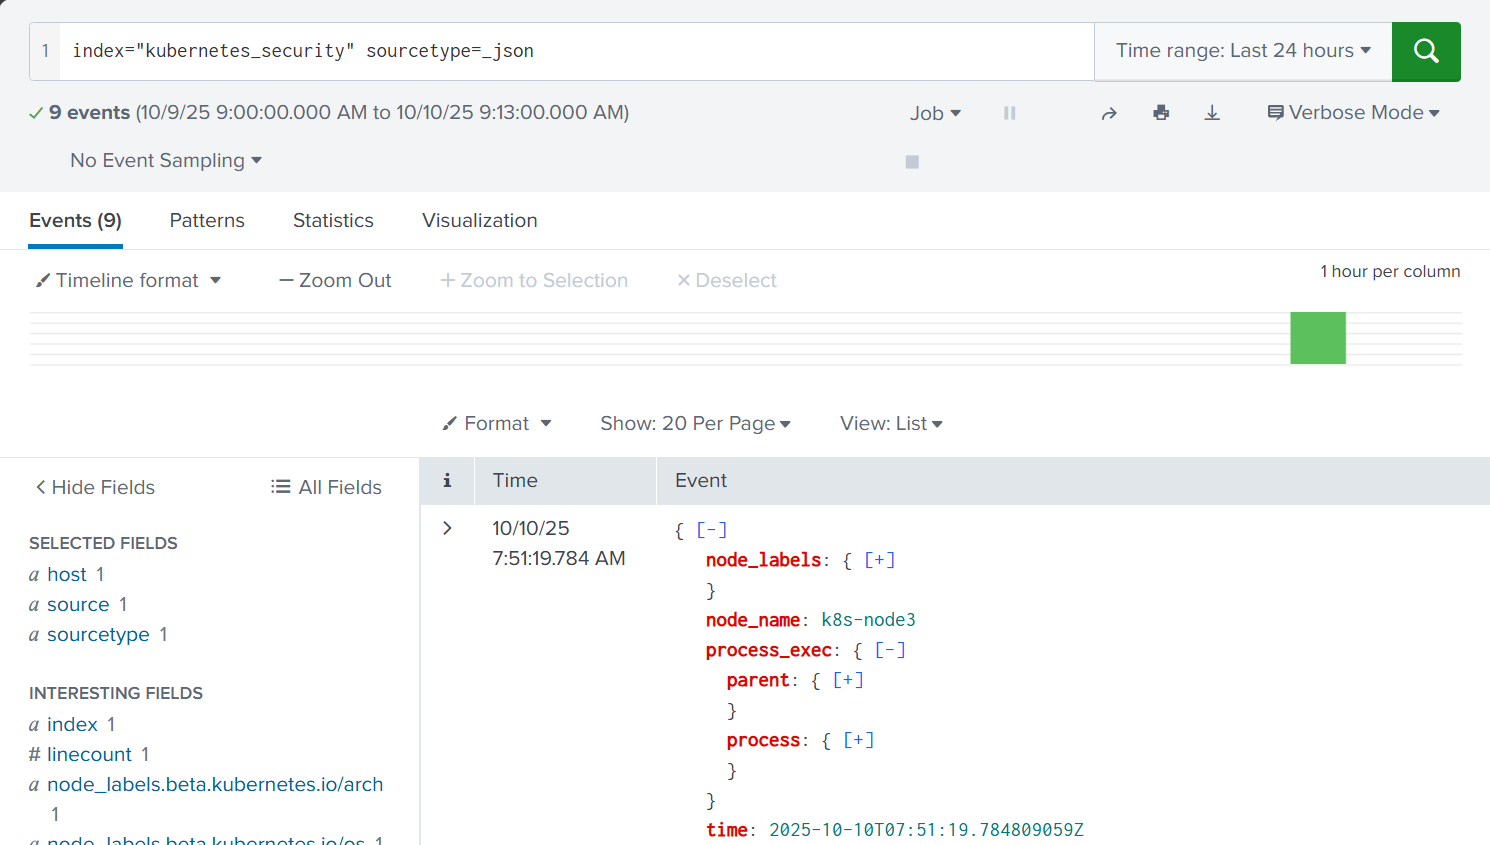 1 index="kubernetes_security" sourcetype=_json
Time range: Last 24 hours
9 events (10/9/25 9:00:00.000 AM to 10/10/25 9:13:00.000 AM)
Job
Verbose Mode
No Event Sampling
Events (9) Patterns Statistics Visualization
Timeline format
Zoom Out
Zoom to Selection
Deselect
1 hour per column
Format Show: 20 Per Page View: List
Hide Fields All Fields
SELECTED FIELDS
a host 1
a source 1
a sourcetype 1
INTERESTING FIELDS
a index 1
# linecount 1
a node_labels.beta.kubernetes.io/arch
1
a node_labels.beta.kubernetes.io/os 1
i Time Event
10/10/25
7:51:19.784 AM
{ [-]
node_labels: { [+]
}
node_name: k8s-node3
process_exec: { [-]
parent: { [+]
}
process: { [+]
}
}
time: 2025-10-10T07:51:19.784809059Z